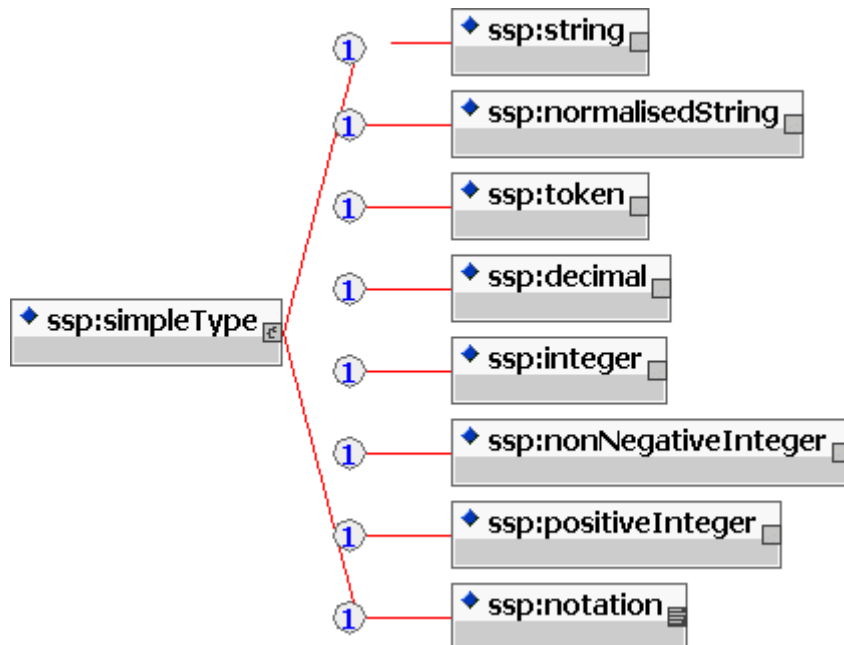 1 ssp:string
1 ssp:normalisedString
1 ssp:token
1 ssp:decimal
ssp:simpleType
1 ssp:integer
1 ssp:nonNegativeInteger
1 ssp:positiveInteger
1 ssp:notation